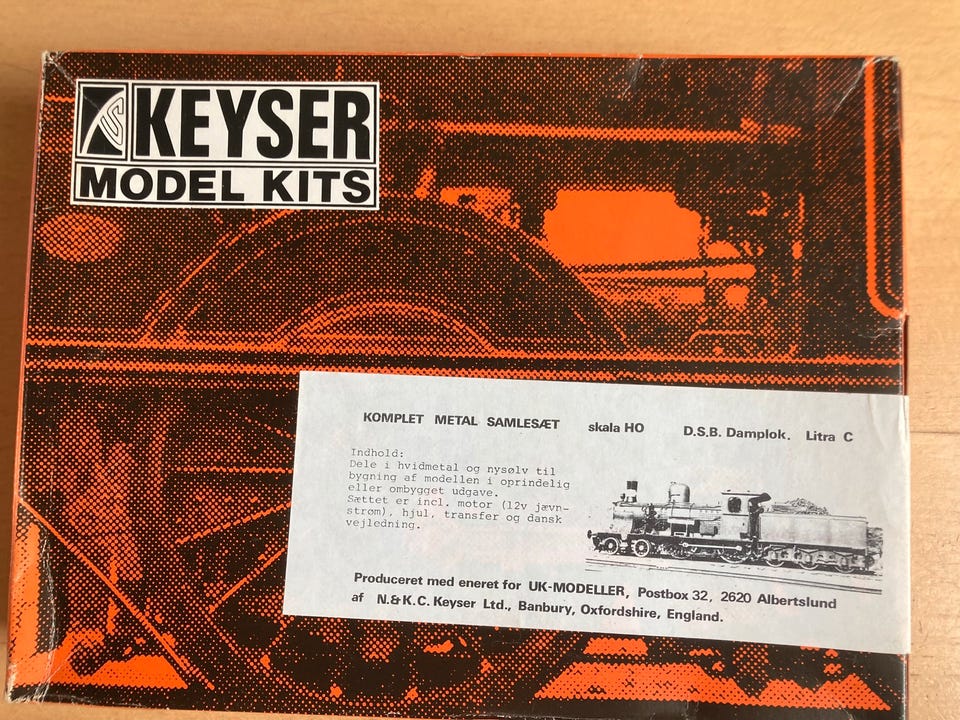 KS KEYSER
MODEL KITS
KOMPLET METAL SAMLESÆT skala HO D.S.B. Damplok. Litra C
Indhold:
Dele i hvidmetal og nysølv til
bygning af modellen i oprindelig
eller ombygget udgave.
Sættet er incl. motor (12v jævn-
strøm), hjul, transfer og dansk
vejledning.
Produceret med eneret for UK-MODELLER, Postbox 32, 2620 Albertslund
af N.&K.C. Keyser Ltd., Banbury, Oxfordshire, England.